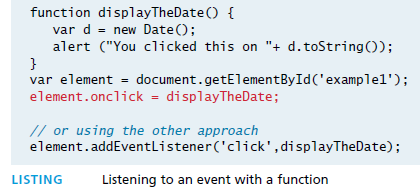 function displayTheDate() {
var d = new Date();
alert ("You clicked this on "+ d.toString());
}
var element = document.getElementById('example1');
element.onclick = displayTheDate;
// or using the other approach
element.addEventListener('click',displayTheDate);
LISTING Listening to an event with a function